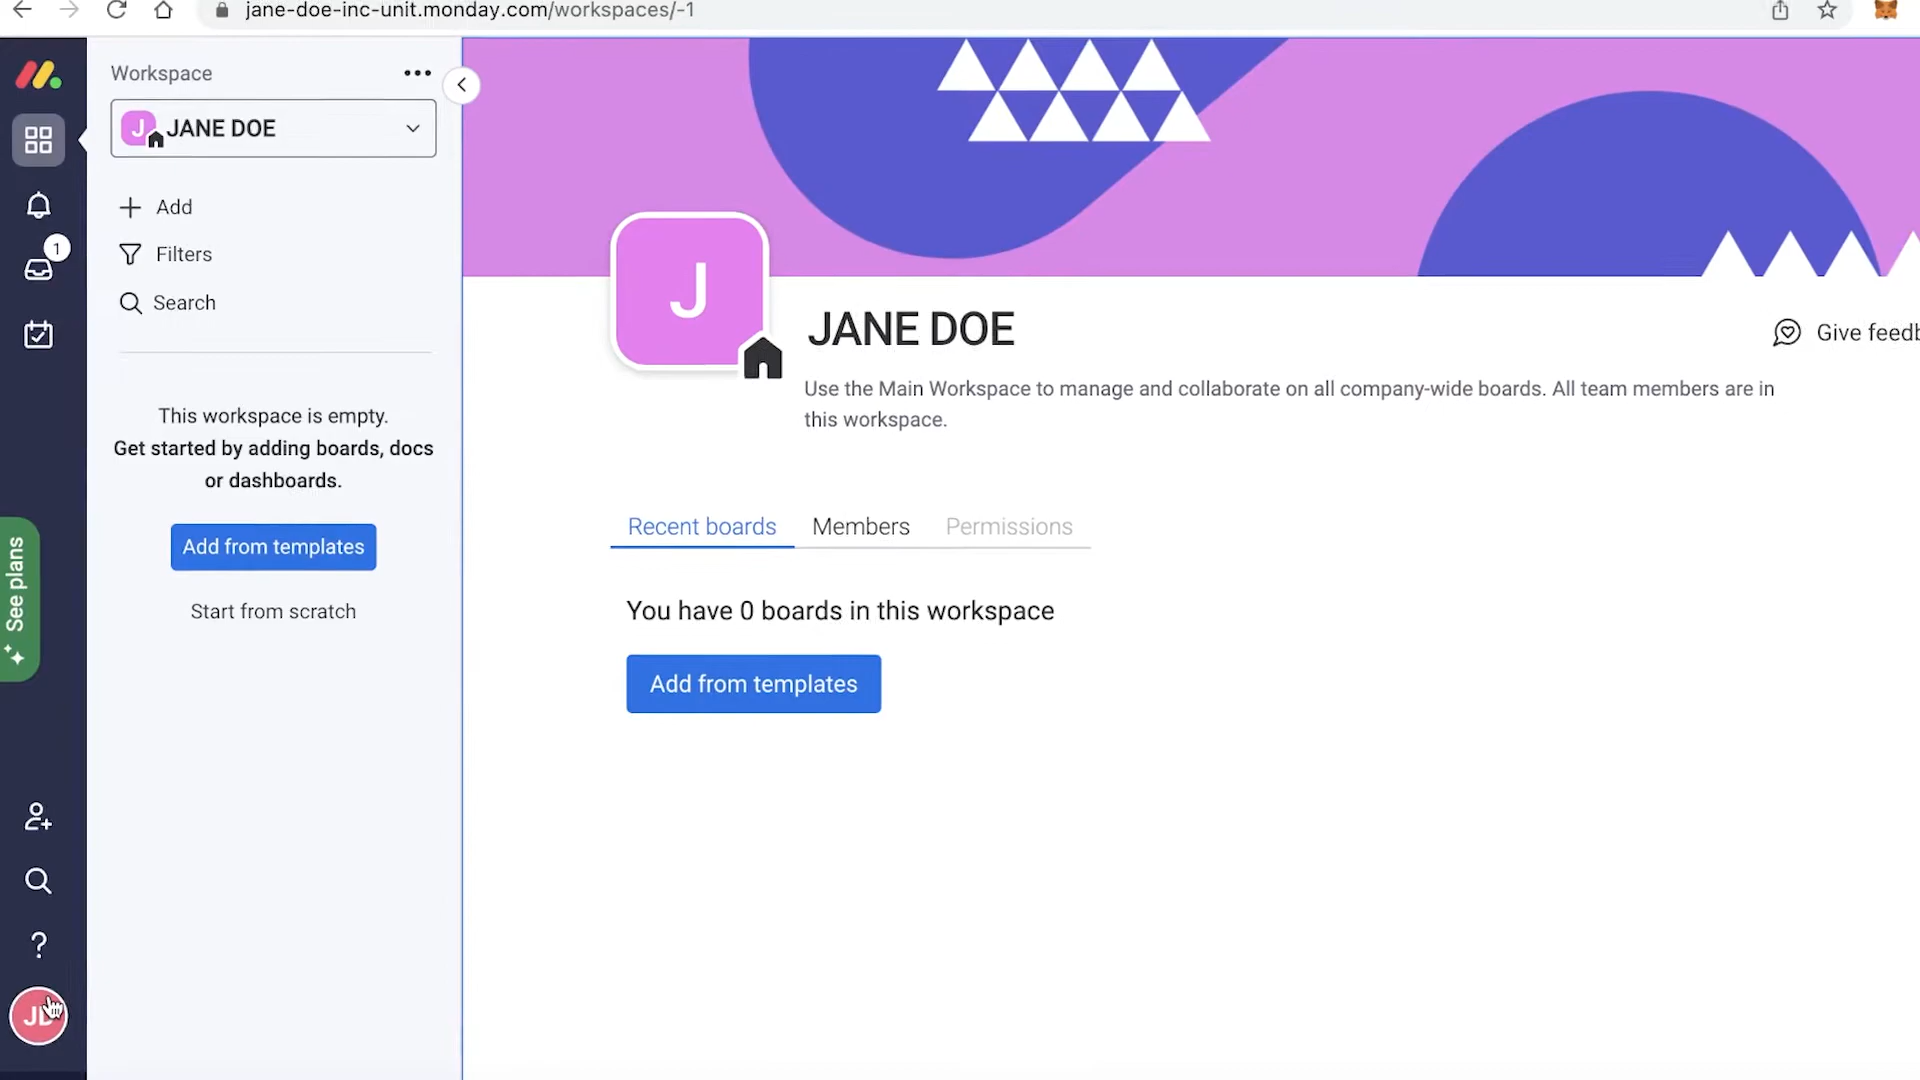 jane-doe-inc-unit.monday.com/workspaces/-1
Workspace
J JANE DOE
Add
Filters
1
Search
This workspace is empty.
Get started by adding boards, docs
or dashboards.
Add from templates
Start from scratch
See plans
?
J
JANE DOE
Give feedb
Use the Main Workspace to manage and collaborate on all company-wide boards. All team members are in
this workspace.
Recent boards Members Permissions
You have 0 boards in this workspace
Add from templates
JD